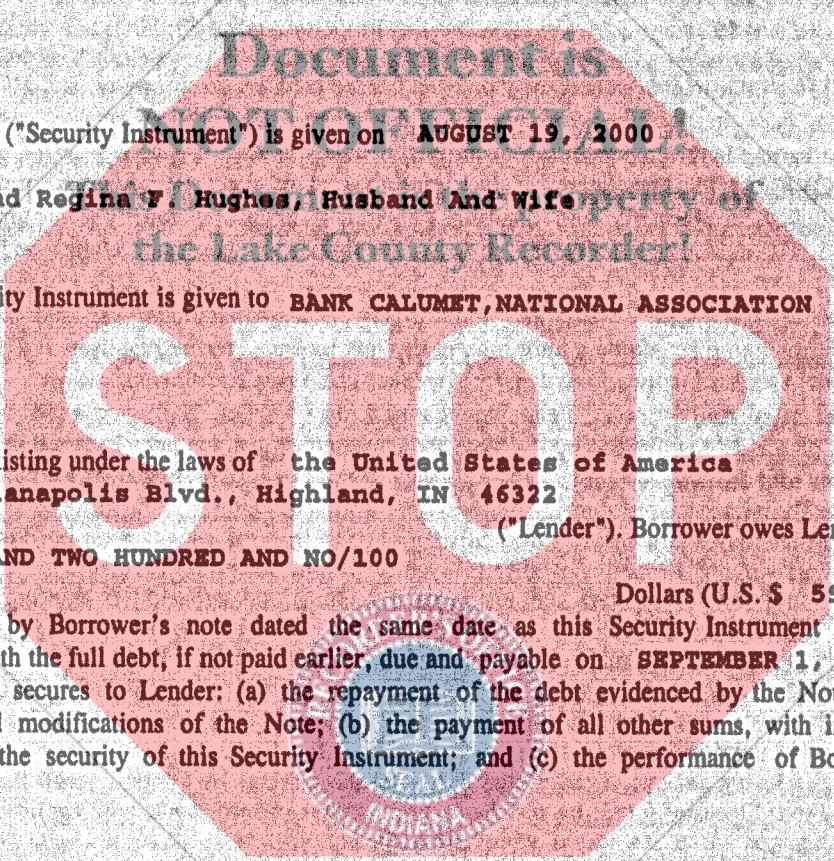 Document is
NOT OFFICIAL!
("Security Instrument") is given on AUGUST 19, 2000
This Document is the property of
nd Regina F. Hughes, Husband And Wife
the Lake County Recorder!
ity Instrument is given to BANK CALUMET, NATIONAL ASSOCIATION
STOP
isting under the laws of the United States of America
anapolis Blvd., Highland, IN 46322
("Lender"). Borrower owes Len
AND TWO HUNDRED AND NO/100
Dollars (U.S. $ 55
by Borrower's note dated the same date as this Security Instrument
th the full debt, if not paid earlier, due and payable on SEPTEMBER 1,
secures to Lender: (a) the repayment of the debt evidenced by the No
l modifications of the Note; (b) the payment of all other sums, with i
the security of this Security Instrument; and (c) the performance of Bo
SEAL
INDIANA